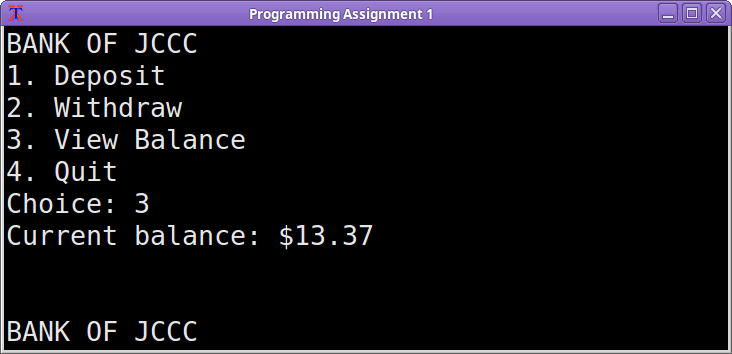 Programming Assignment 1
BANK OF JCCC
1. Deposit
2. Withdraw
3. View Balance
4. Quit
Choice: 3
Current balance: $13.37
BANK OF JCCC